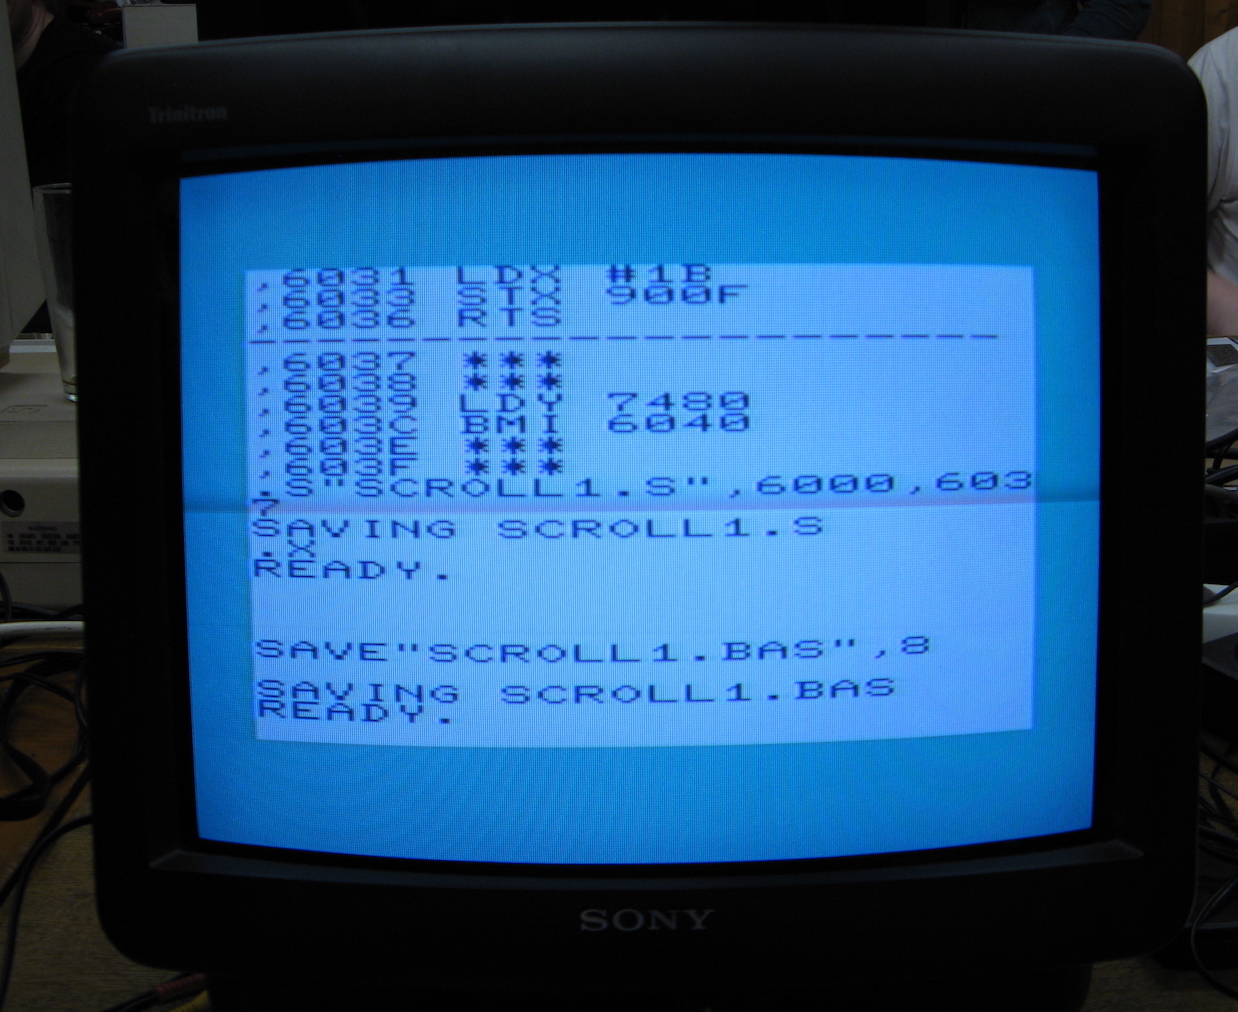 Trinitron
,6031 LDX #1B
,6033 STX 900F
,6036 RTS
--------------------
,6037 ***
,6038 ***
,6039 LDY 7480
,603C BMI 6040
,603E ***
,603F ***
.S"SCROLL1.S",6000,603
7
SAVING SCROLL1.S
.X
READY.
SAVE"SCROLL1.BAS",8
SAVING SCROLL1.BAS
READY.
SONY